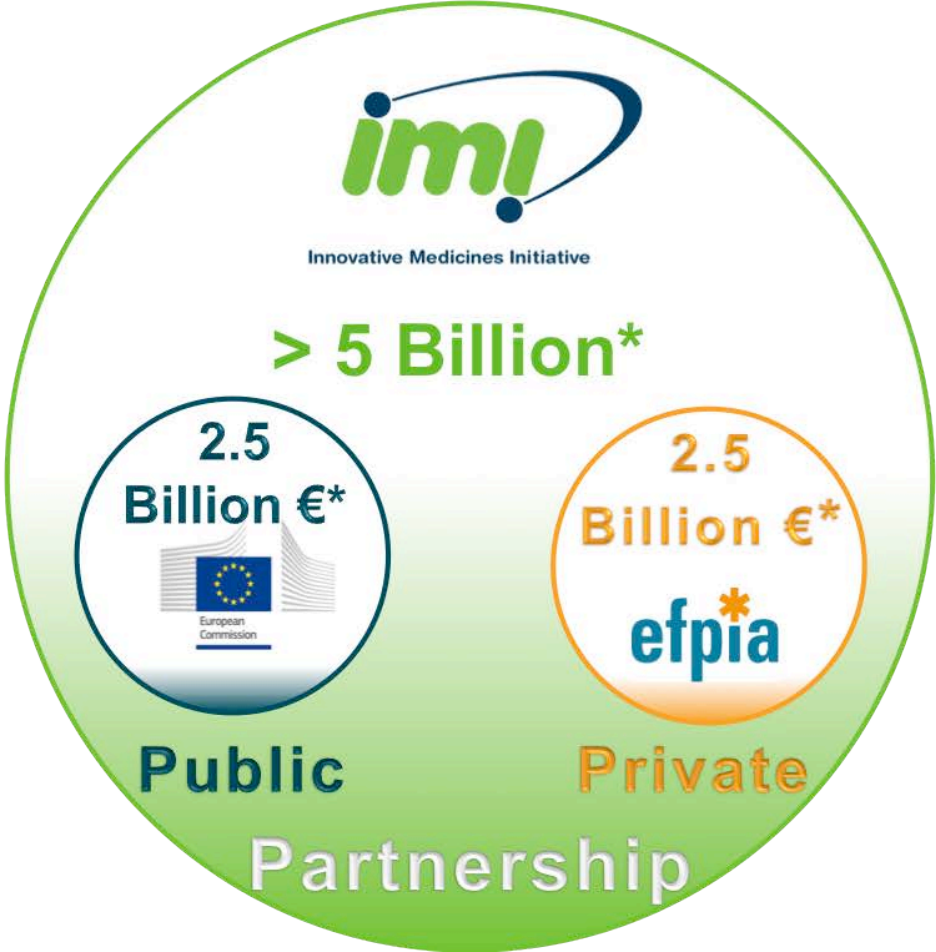 imi
Innovative Medicines Initiative
> 5 Billion*
2.5
Billion €*
European
Commission
2.5
Billion €*
efpia
Public
Private
Partnership